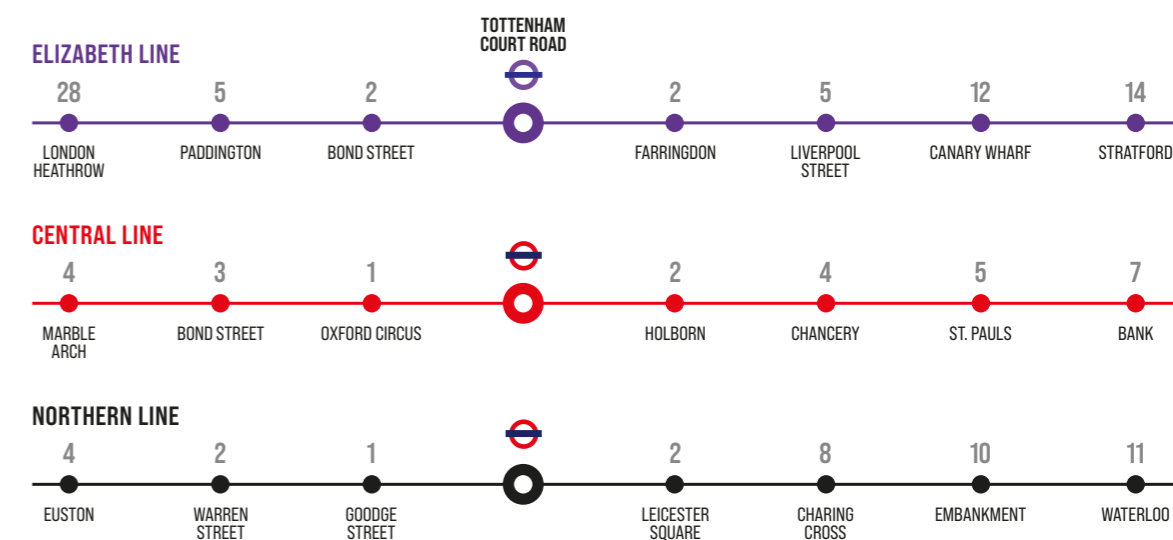 TOTTENHAM
COURT ROAD
ELIZABETH LINE
28 5 2 2 5 12 14
LONDON
HEATHROW
PADDINGTON
BOND STREET
FARRINGDON
LIVERPOOL
STREET
CANARY WHARF
STRATFORD
CENTRAL LINE
4 3 1 2 4 5 7
MARBLE
ARCH
BOND STREET
OXFORD CIRCUS
HOLBORN
CHANCERY
ST. PAULS
BANK
NORTHERN LINE
4 2 1 2 8 10 11
EUSTON
WARREN
STREET
GOODGE
STREET
LEICESTER
SQUARE
CHARING
CROSS
EMBANKMENT
WATERLOO